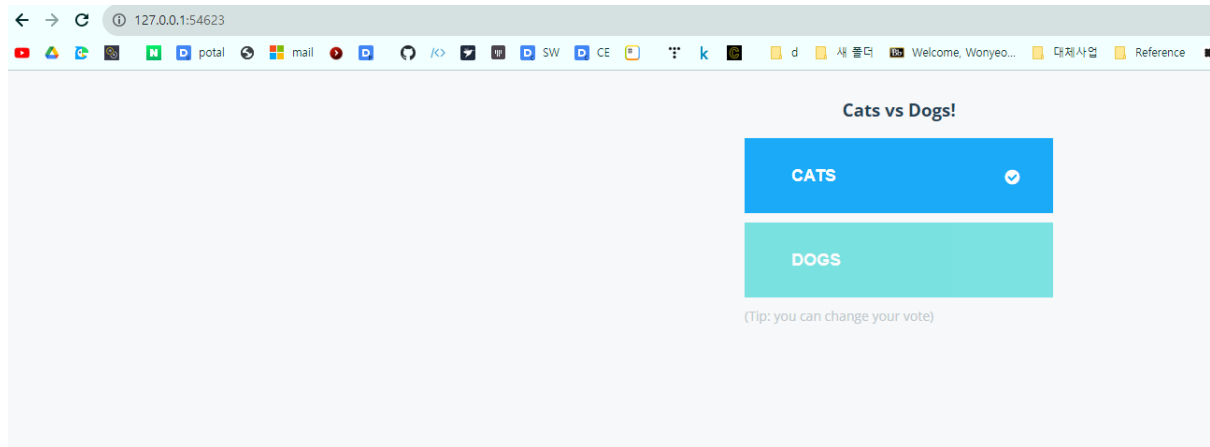 127.0.0.1:54623
potal mail SW CE k d 새 폴더 Bb Welcome, Wonyeo... 대체사업 Reference
Cats vs Dogs!
CATS
DOGS
(Tip: you can change your vote)